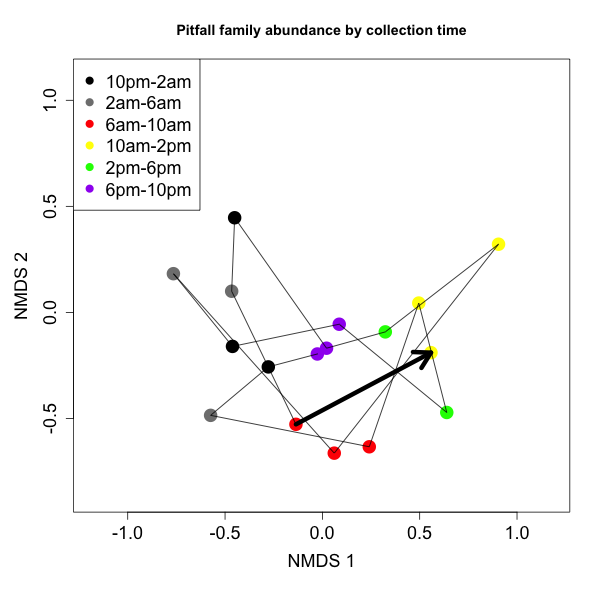 Pitfall family abundance by collection time
10pm-2am
2am-6am
6am-10am
10am-2pm
2pm-6pm
6pm-10pm
1.0
0.5
0.0
-0.5
NMDS 2
-1.0 -0.5 0.0 0.5 1.0
NMDS 1